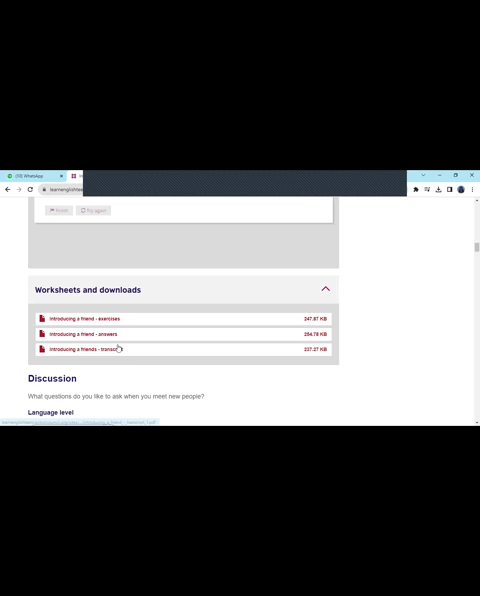 WhatsApp
learnenglishtee
Finish
Try again
Worksheets and downloads
Introducing a friend - exercises 247.87 KB
Introducing a friend - answers 254.78 KB
Introducing a friends - transcript 237.27 KB
Discussion
What questions do you like to ask when you meet new people?
Language level